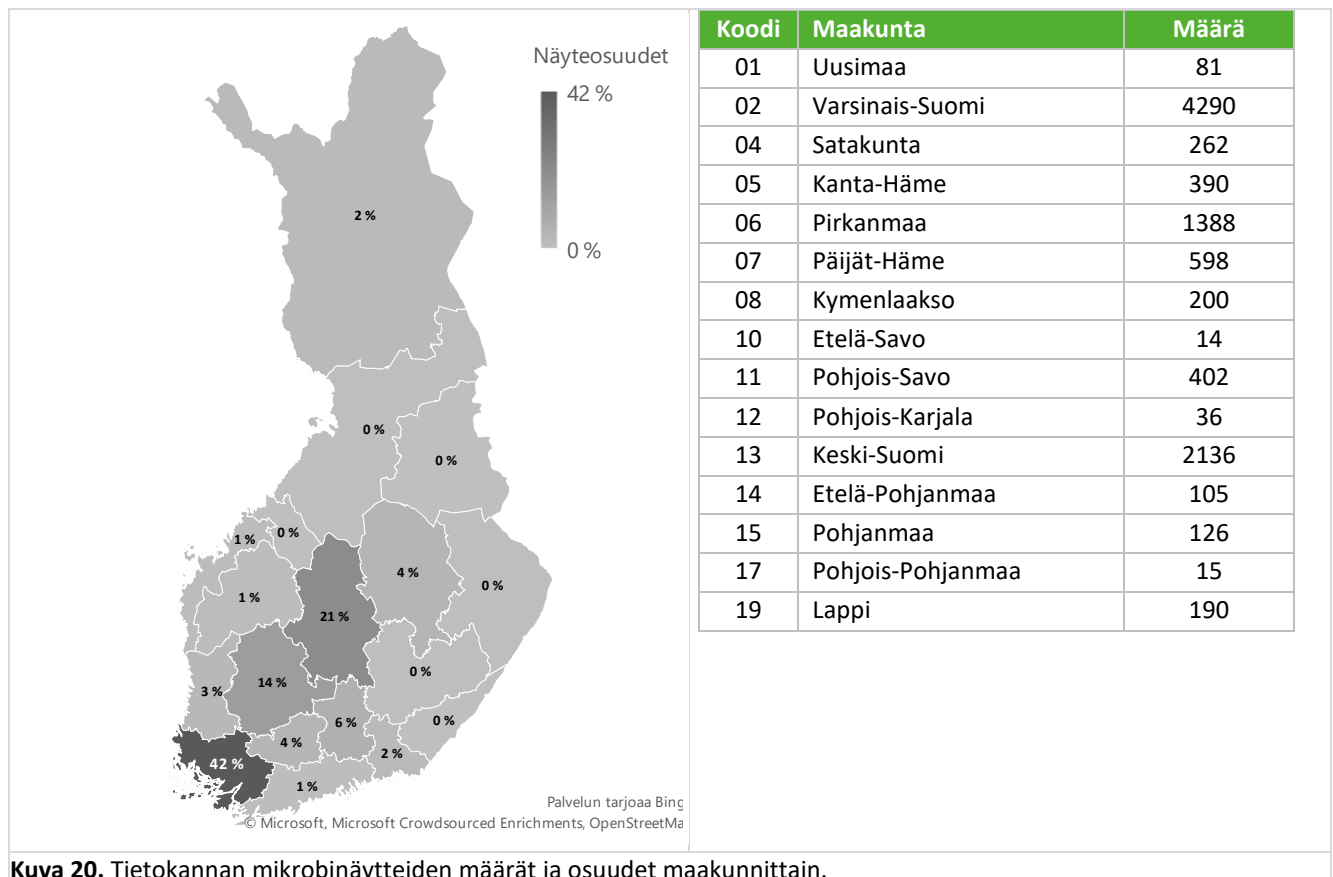 Näyteosuudet
42 %
0 %
2 %
0 %
0 %
1 %
0 %
4 %
0 %
1 %
21 %
3 %
14 %
0 %
6 %
0 %
4 %
2 %
42 %
1 %
Palvelun tarjoaa Bing
© Microsoft, Microsoft Crowdsourced Enrichments, OpenStreetMa
Koodi Maakunta Määrä
01 Uusimaa 81
02 Varsinais-Suomi 4290
04 Satakunta 262
05 Kanta-Häme 390
06 Pirkanmaa 1388
07 Päijät-Häme 598
08 Kymenlaakso 200
10 Etelä-Savo 14
11 Pohjois-Savo 402
12 Pohjois-Karjala 36
13 Keski-Suomi 2136
14 Etelä-Pohjanmaa 105
15 Pohjanmaa 126
17 Pohjois-Pohjanmaa 15
19 Lappi 190
Kuva 20. Tietokannan mikrobinäytteiden määrät ja osuudet maakunnittain.